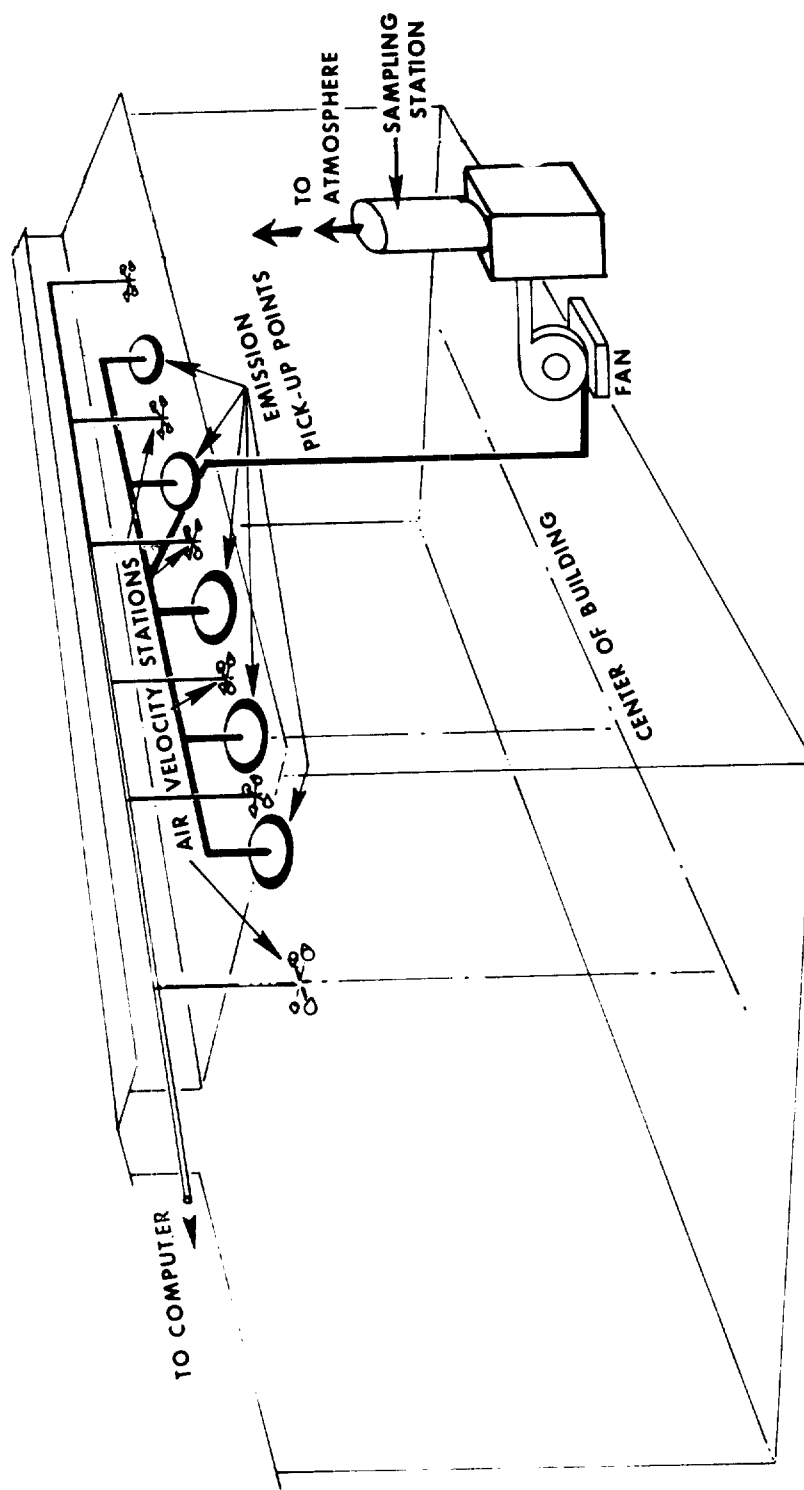 TO COMPUTER
AIR VELOCITY STATIONS
EMISSION
PICK-UP POINTS
TO
ATMOSPHERE
SAMPLING
STATION
FAN
CENTER OF BUILDING